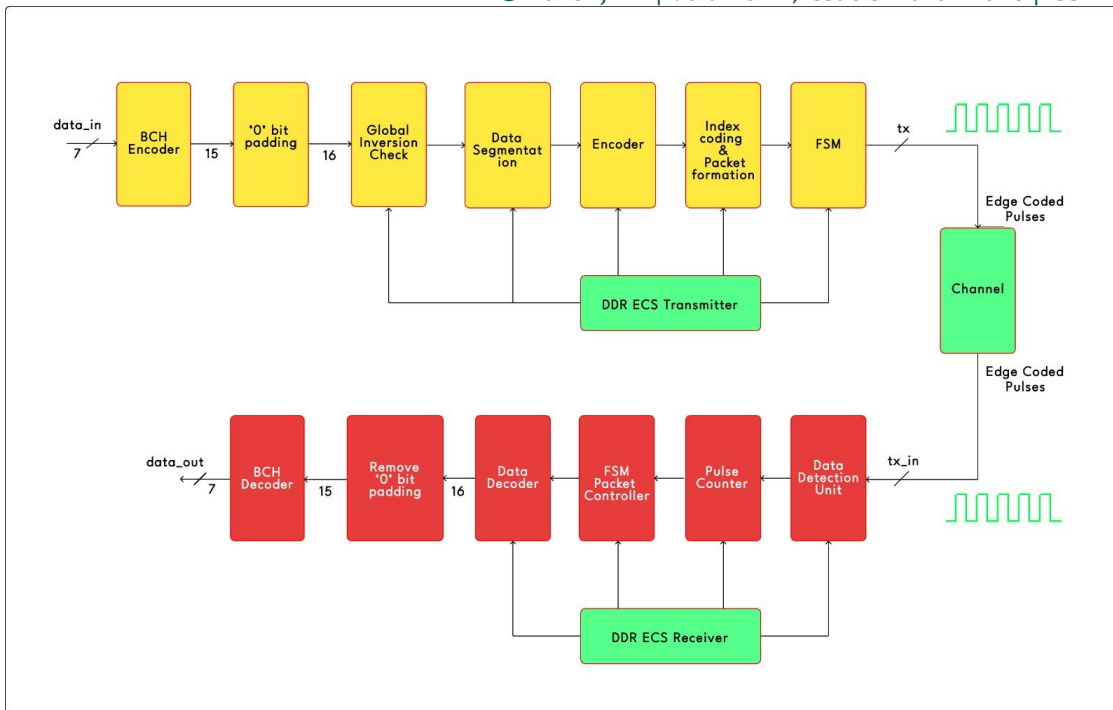 data_in
7
BCH
Encoder
15
'0' bit
padding
16
Global
Inversion
Check
Data
Segmentat
ion
Encoder
Index
coding
&
Packet
formation
FSM
tx
Edge Coded
Pulses
DDR ECS Transmitter
Channel
Edge Coded
Pulses
data_out
7
BCH
Decoder
15
Remove
'0' bit
padding
16
Data
Decoder
FSM
Packet
Controller
Pulse
Counter
Data
Detection
Unit
tx_in
DDR ECS Receiver